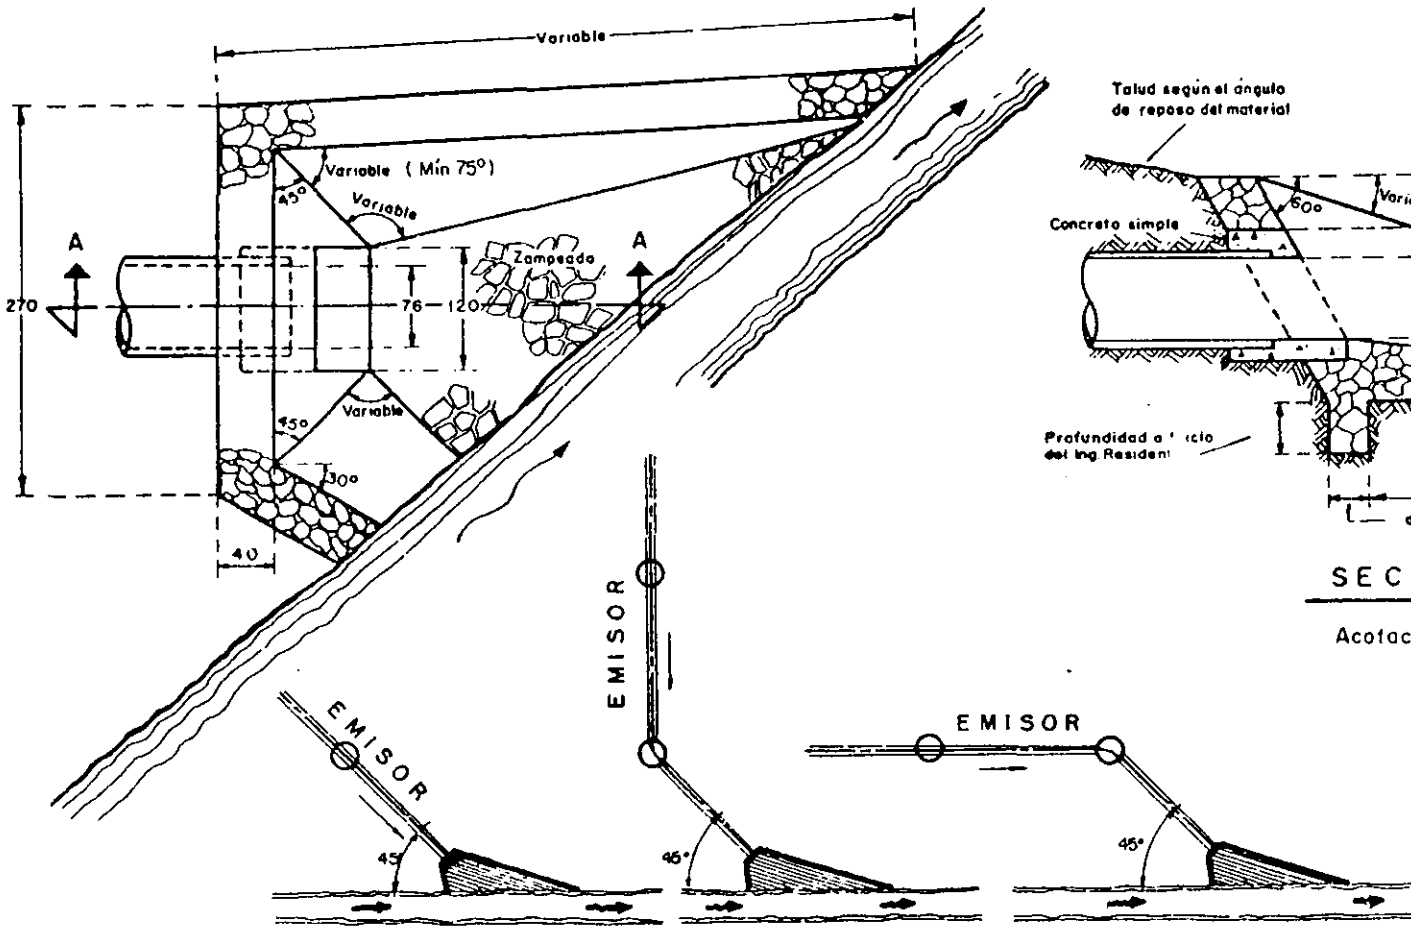 Variable
Variable (Mín 75°)
45°
Variable
A
A
Zampeado
270
76
120
Variable
45°
30°
40
Talud según el ángulo
de reposo del material
60°
Concreto simple
Profundidad a
del Ing. Resident
SEC
Acotac
EMISOR
45
EMISOR
45°
EMISOR
45°